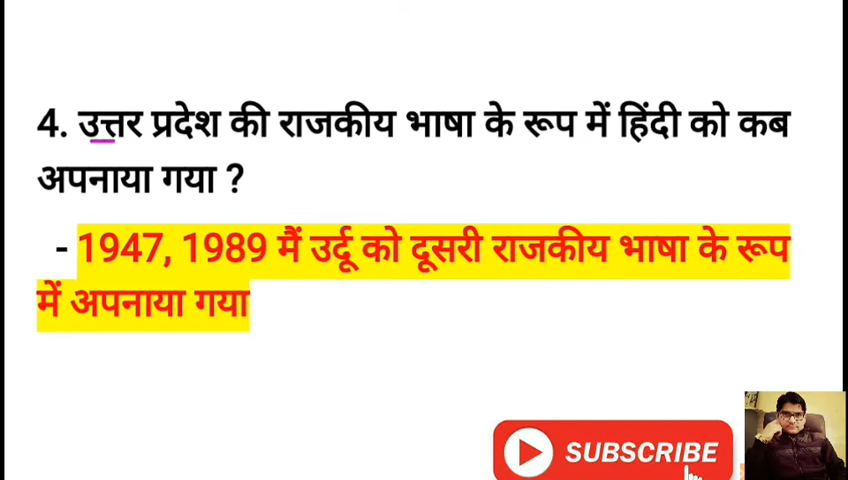 4. उत्तर प्रदेश की राजकीय भाषा के रूप में हिंदी को कब
अपनाया गया ?
- 1947, 1989 मैं उर्दू को दूसरी राजकीय भाषा के रूप
में अपनाया गया
SUBSCRIBE